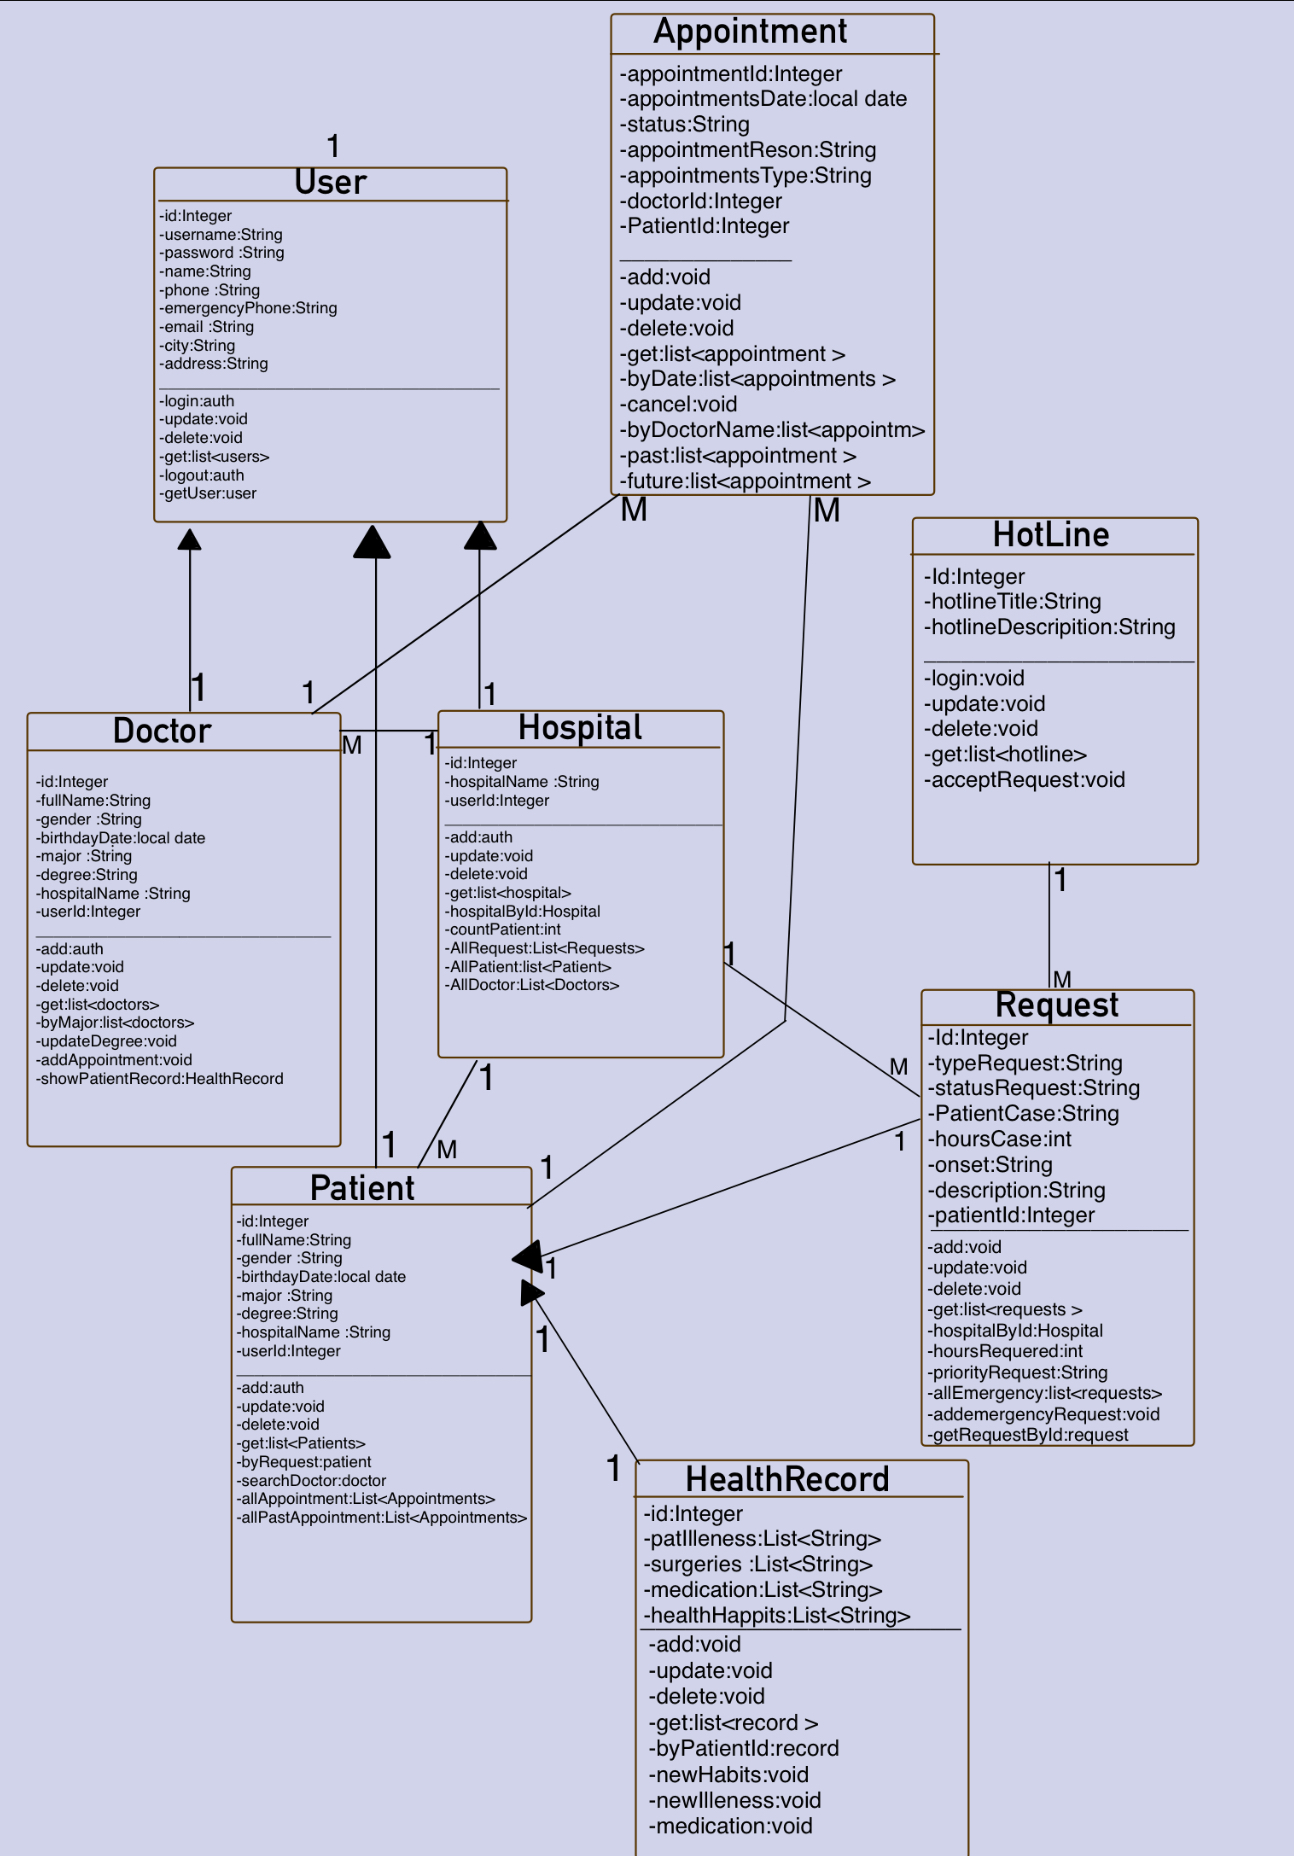 Appointment
-appointmentId:Integer
-appointmentsDate:local date
-status:String
-appointmentReson:String
-appointmentsType:String
-doctorId:Integer
-PatientId:Integer
-add:void
-update:void
-delete:void
-get:list<appointment >
-byDate:list<appointments >
-cancel:void
-byDoctorName:list<appointm>
-past:list<appointment >
-future:list<appointment >
M
M
1
User
-id:Integer
-username:String
-password :String
-name:String
-phone :String
-emergencyPhone:String
-email :String
-city:String
-address:String
-login:auth
-update:void
-delete:void
-get:list<users>
-logout:auth
-getUser:user
HotLine
-Id:Integer
-hotlineTitle:String
-hotlineDescripition:String
-login:void
-update:void
-delete:void
-get:list<hotline>
-acceptRequest:void
1
M
1
1
1
Doctor
-id:Integer
-fullName:String
-gender :String
-birthdayDate:local date
-major :String
-degree:String
-hospitalName :String
-userId:Integer
-add:auth
-update:void
-delete:void
-get:list<doctors>
-byMajor:list<doctors>
-updateDegree:void
-addAppointment:void
-showPatientRecord:HealthRecord
M
1
Hospital
-id:Integer
-hospitalName :String
-userId:Integer
-add:auth
-update:void
-delete:void
-get:list<hospital>
-hospitalById:Hospital
-countPatient:int
-AllRequest:List<Requests>
-AllPatient:list<Patient>
-AllDoctor:List<Doctors>
1
M
1
1
M
1
Request
-Id:Integer
-typeRequest:String
-statusRequest:String
-PatientCase:String
-hoursCase:int
-onset:String
-description:String
-patientId:Integer
-add:void
-update:void
-delete:void
-get:list<requests >
-hospitalById:Hospital
-hoursRequered:int
-priorityRequest:String
-allEmergency:list<requests>
-addemergencyRequest:void
-getRequestById:request
1
Patient
-id:Integer
-fullName:String
-gender :String
-birthdayDate:local date
-major :String
-degree:String
-hospitalName :String
-userId:Integer
-add:auth
-update:void
-delete:void
-get:list<Patients>
-byRequest:patient
-searchDoctor:doctor
-allAppointment:List<Appointments>
-allPastAppointment:List<Appointments>
1
1
1
HealthRecord
-id:Integer
-patIlleness:List<String>
-surgeries :List<String>
-medication:List<String>
-healthHappits:List<String>
-add:void
-update:void
-delete:void
-get:list<record >
-byPatientId:record
-newHabits:void
-newIlleness:void
-medication:void